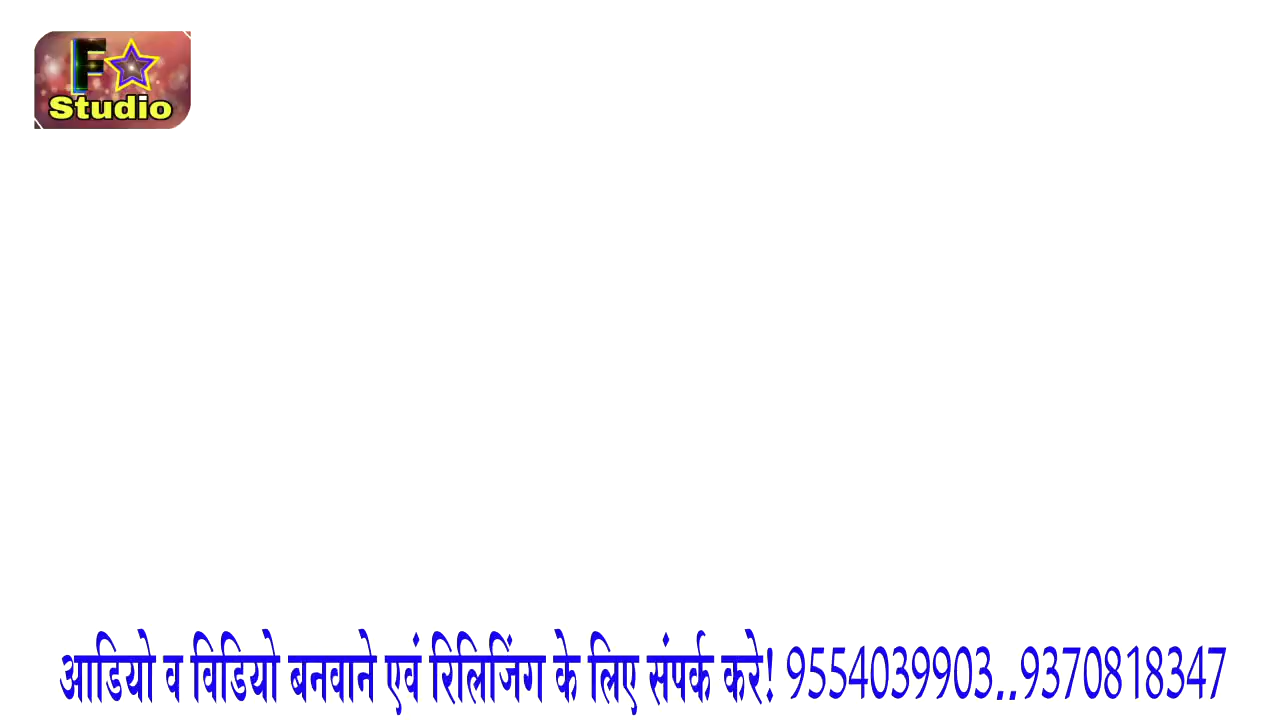 F
Studio
आडियो व विडियो बनवाने एवं रिलिजिंग के लिए संपर्क करे! 9554039903..9370818347